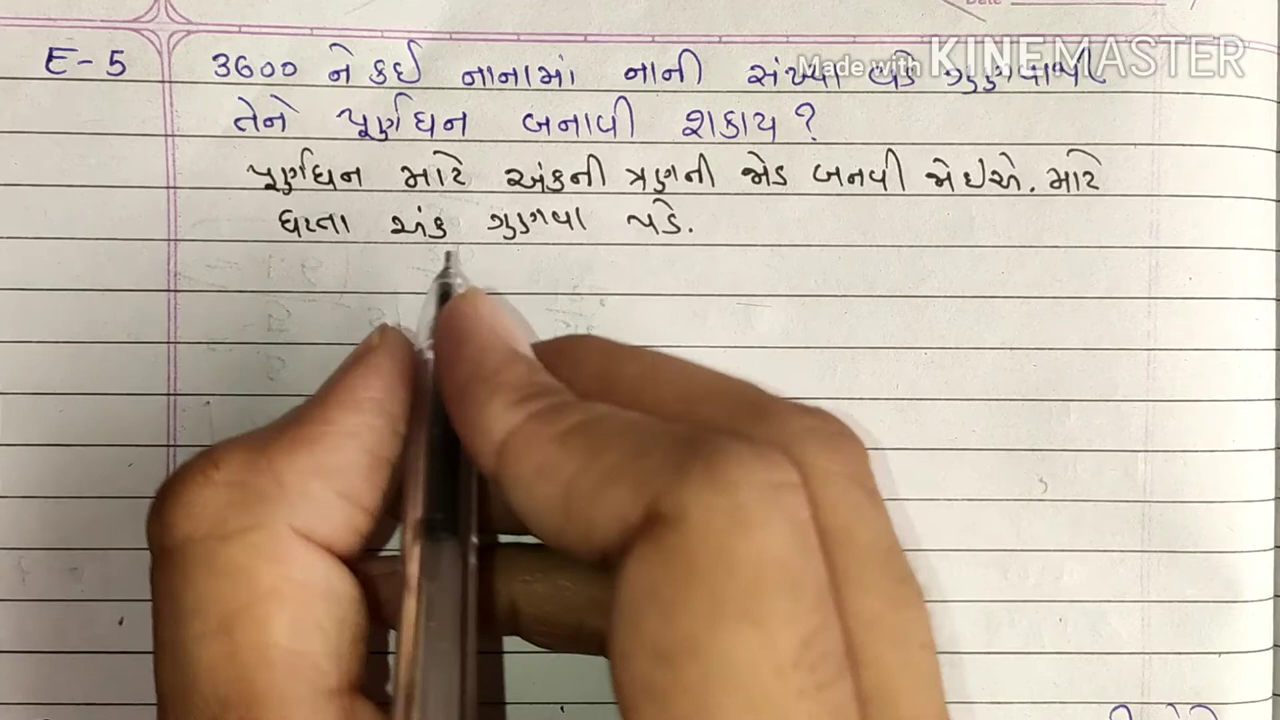 E-5 3600 ને કઈ નાનામાં નાની સંખ્યા વડે ગુણવાથી
Made with KINEMASTER
તેને પૂર્ણઘન બનાવી શકાય ?
પૂર્ણઘન માટે અંકની ત્રણની જોડ બનવી જોઈએ. માટે
ઘટતા અંક ગુણવા પડે.